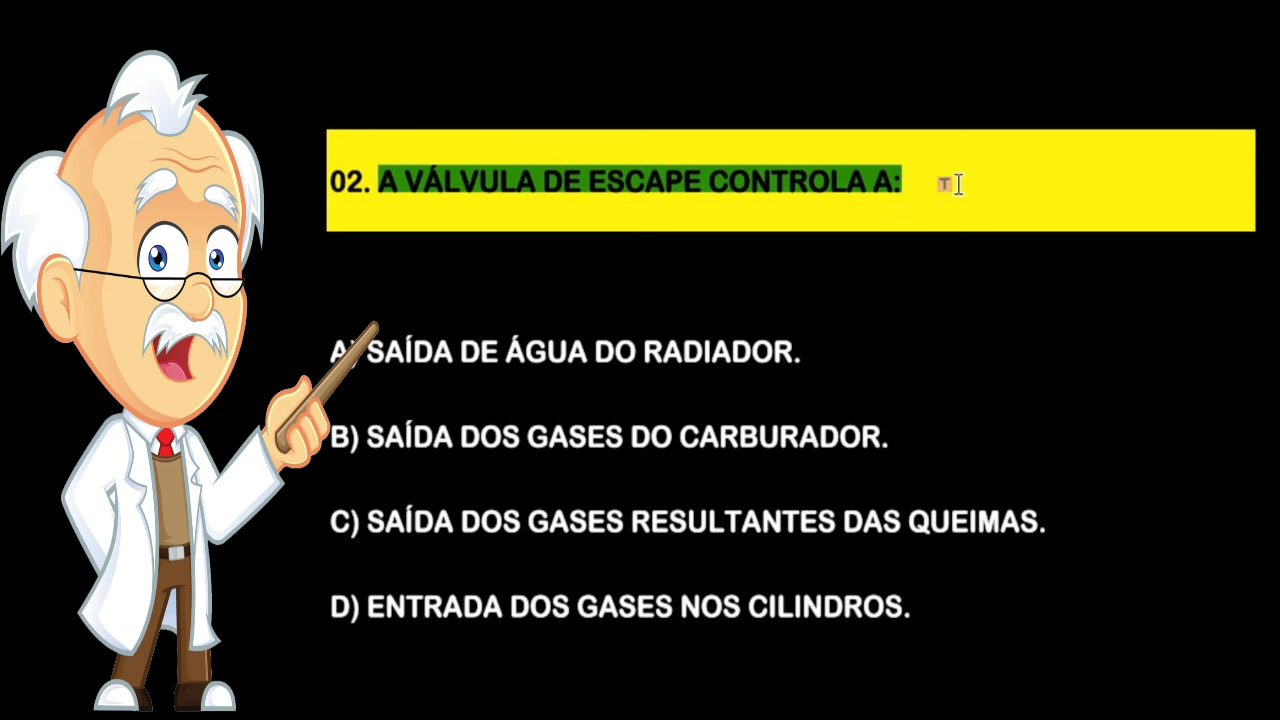 02. A VÁLVULA DE ESCAPE CONTROLA A:
T
A) SAÍDA DE ÁGUA DO RADIADOR.
B) SAÍDA DOS GASES DO CARBURADOR.
C) SAÍDA DOS GASES RESULTANTES DAS QUEIMAS.
D) ENTRADA DOS GASES NOS CILINDROS.